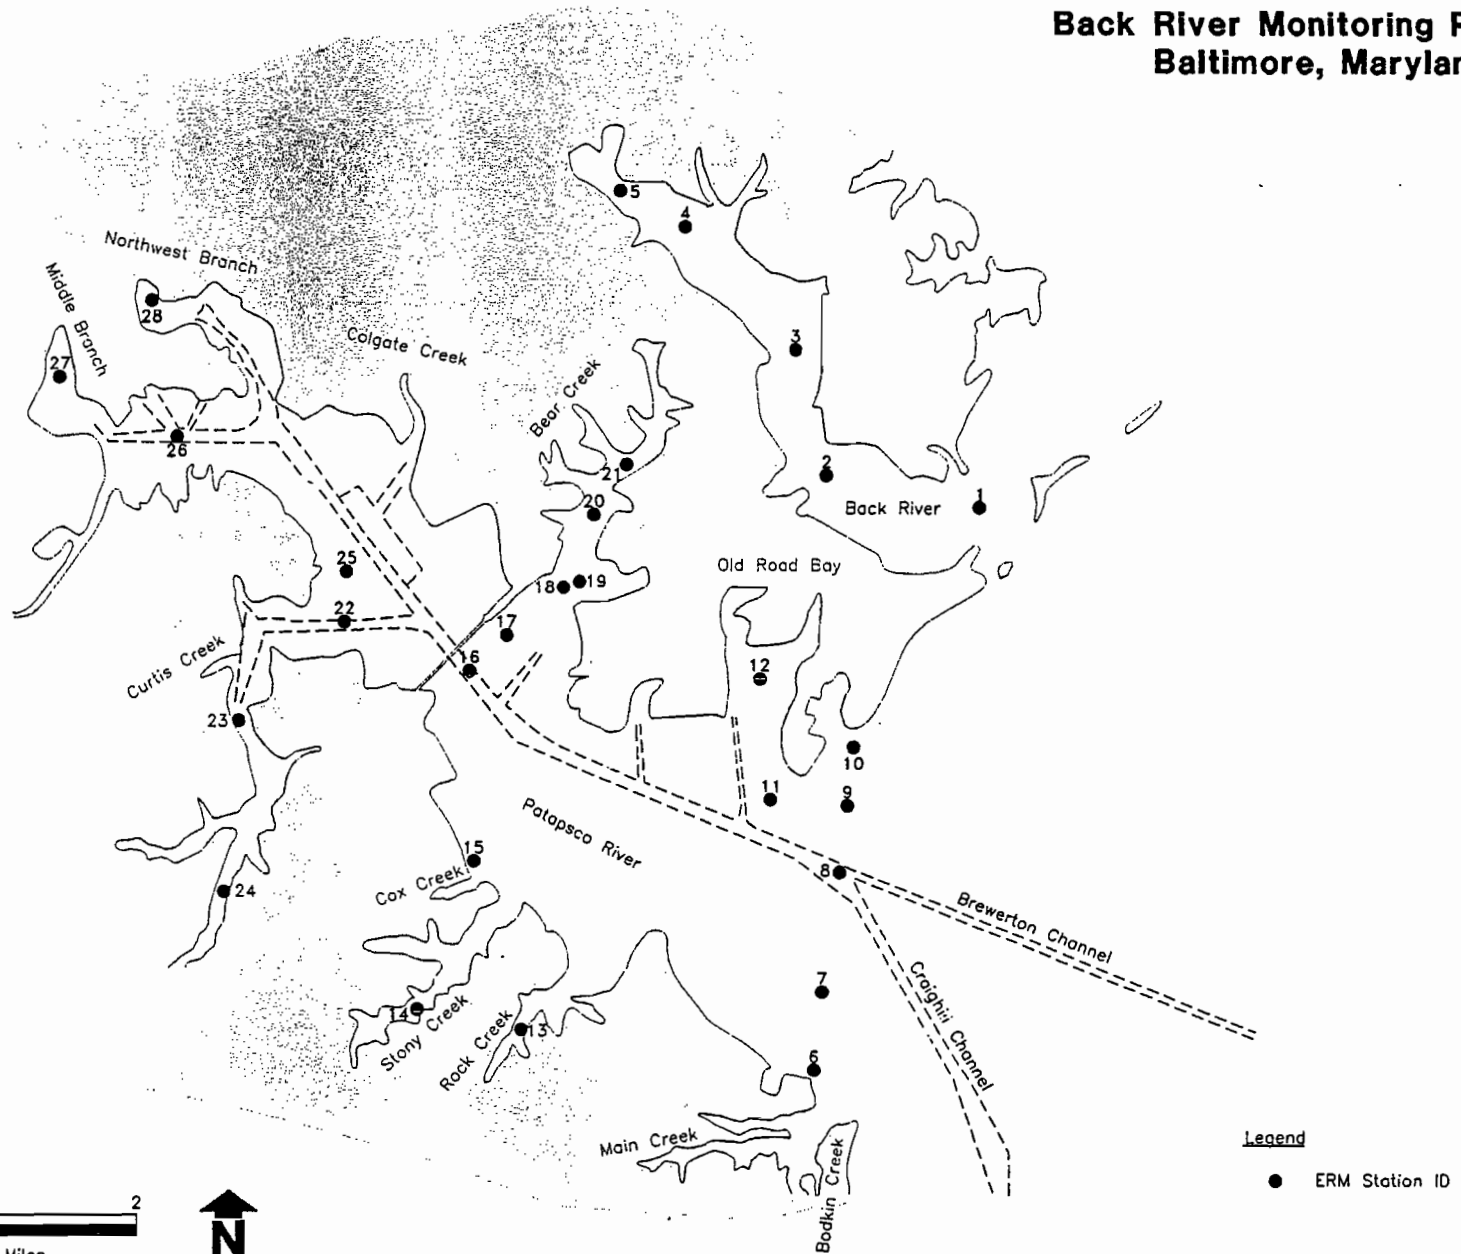 Back River Monitoring
Baltimore,
5
4
Northwest Branch
Middle Branch
28
27
Colgate Creek
3
Bear Creek
26
21
2
1
20
Back River
25
Old Road Bay
18
19
22
17
Curtis Creek
16
12
23
10
11
9
Patapsco River
15
8
Cox Creek
24
Brewerton Channel
7
Craighill Channel
14
Stony Creek
Rock Creek
13
6
Main Creek
Bodkin Creek
Legend
ERM Station ID
2
N
Miles